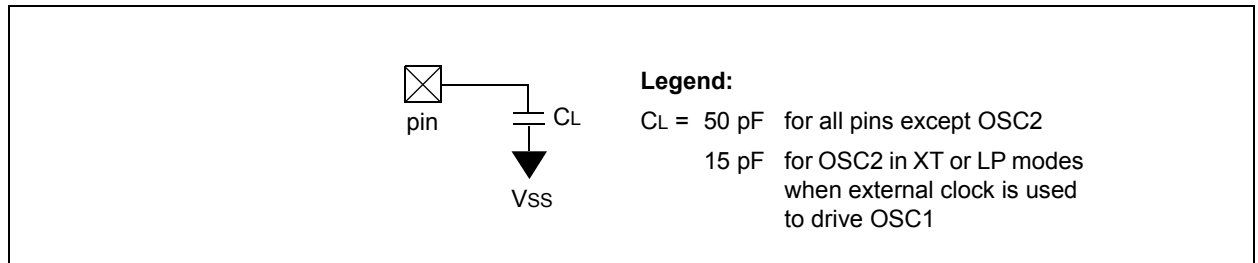 Legend:
pin
CL
CL = 50 pF for all pins except OSC2
15 pF for OSC2 in XT or LP modes
when external clock is used
to drive OSC1
VSS